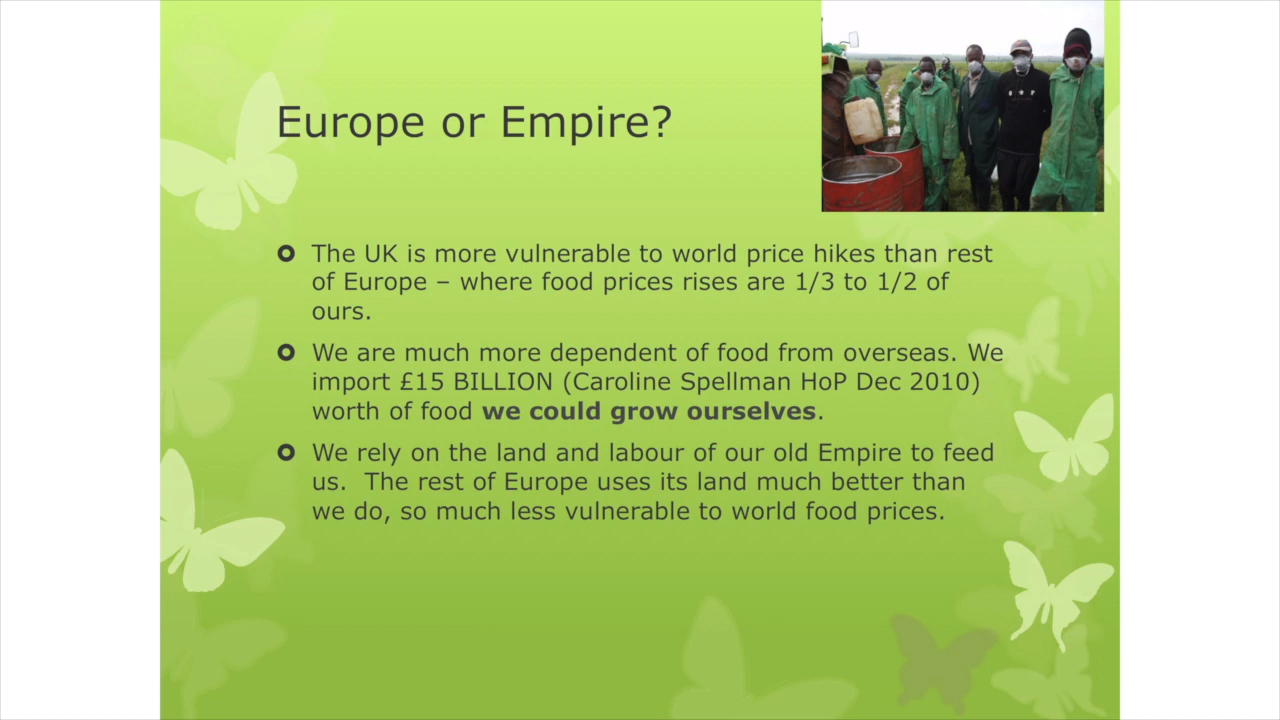 Europe or Empire?
The UK is more vulnerable to world price hikes than rest
of Europe – where food prices rises are 1/3 to 1/2 of
ours.
We are much more dependent of food from overseas. We
import £15 BILLION (Caroline Spellman HoP Dec 2010)
worth of food we could grow ourselves.
We rely on the land and labour of our old Empire to feed
us.  The rest of Europe uses its land much better than
we do, so much less vulnerable to world food prices.